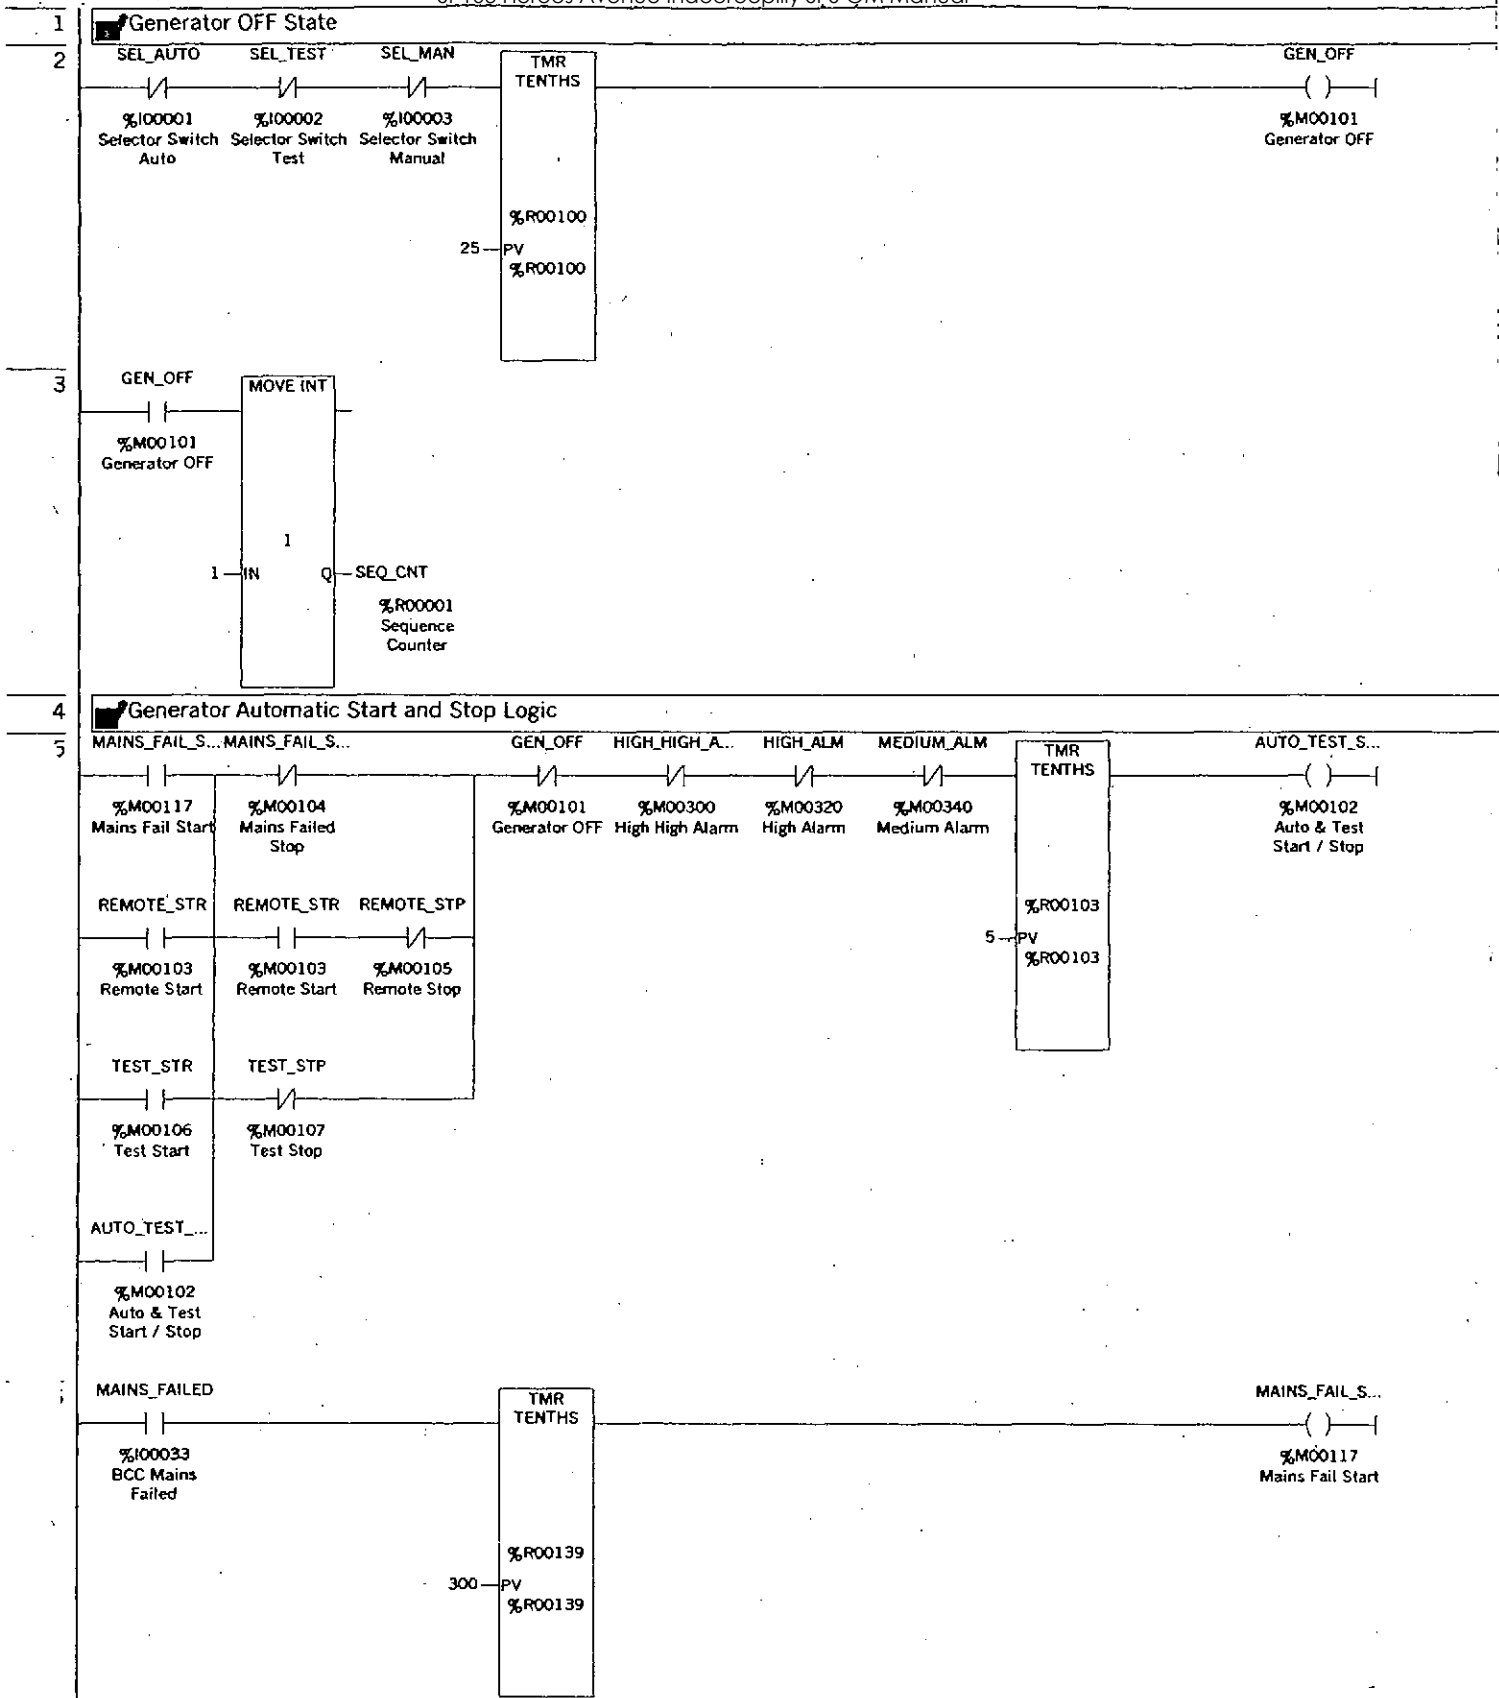 1 Generator OFF State
2
SEL_AUTO SEL_TEST SEL_MAN TMR TENTHS GEN_OFF
%I00001 %I00002 %I00003 %M00101
Selector Switch Selector Switch Selector Switch Generator OFF
Auto Test Manual
%R00100
25 PV
%R00100
3
GEN_OFF MOVE INT
%M00101
Generator OFF
1
1 IN Q SEQ_CNT
%R00001
Sequence
Counter
4 Generator Automatic Start and Stop Logic
5
MAINS_FAIL_S... MAINS_FAIL_S... GEN_OFF HIGH_HIGH_A... HIGH_ALM MEDIUM_ALM TMR AUTO_TEST_S...
TENTHS
%M00117 %M00104 %M00101 %M00300 %M00320 %M00340 %M00102
Mains Fail Start Mains Failed Generator OFF High High Alarm High Alarm Medium Alarm Auto & Test
Stop Start / Stop
REMOTE_STR REMOTE_STR REMOTE_STP %R00103
5 PV
%M00103 %M00103 %M00105 %R00103
Remote Start Remote Start Remote Stop
TEST_STR TEST_STP
%M00106 %M00107
Test Start Test Stop
AUTO_TEST_...
%M00102
Auto & Test
Start / Stop
MAINS_FAILED TMR MAINS_FAIL_S...
TENTHS
%I00033 %M00117
BCC Mains Mains Fail Start
Failed
%R00139
300 PV
%R00139